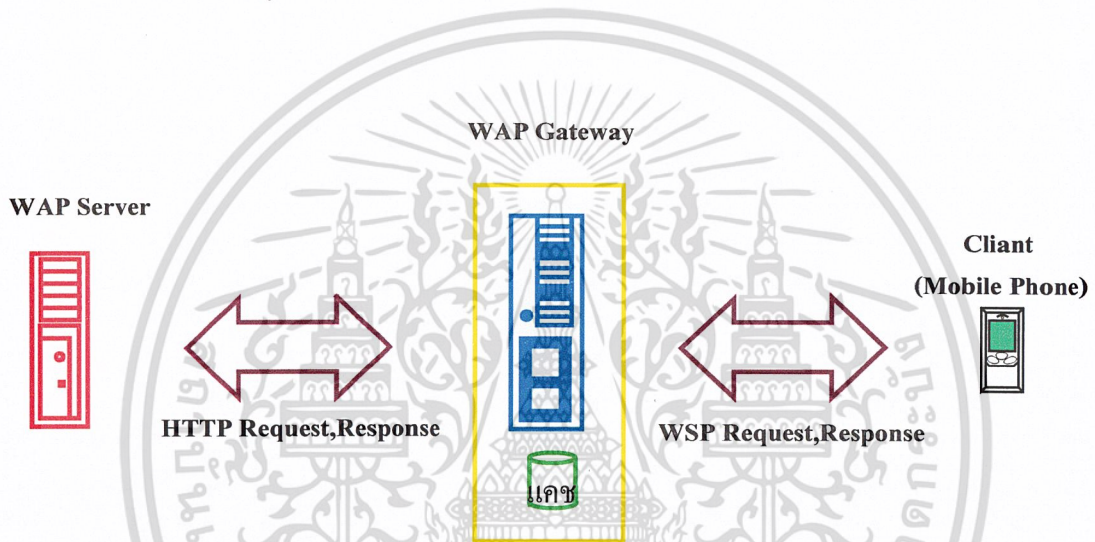 WAP Gateway
WAP Server
Cliant
(Mobile Phone)
HTTP Request,Response
WSP Request,Response
แคช